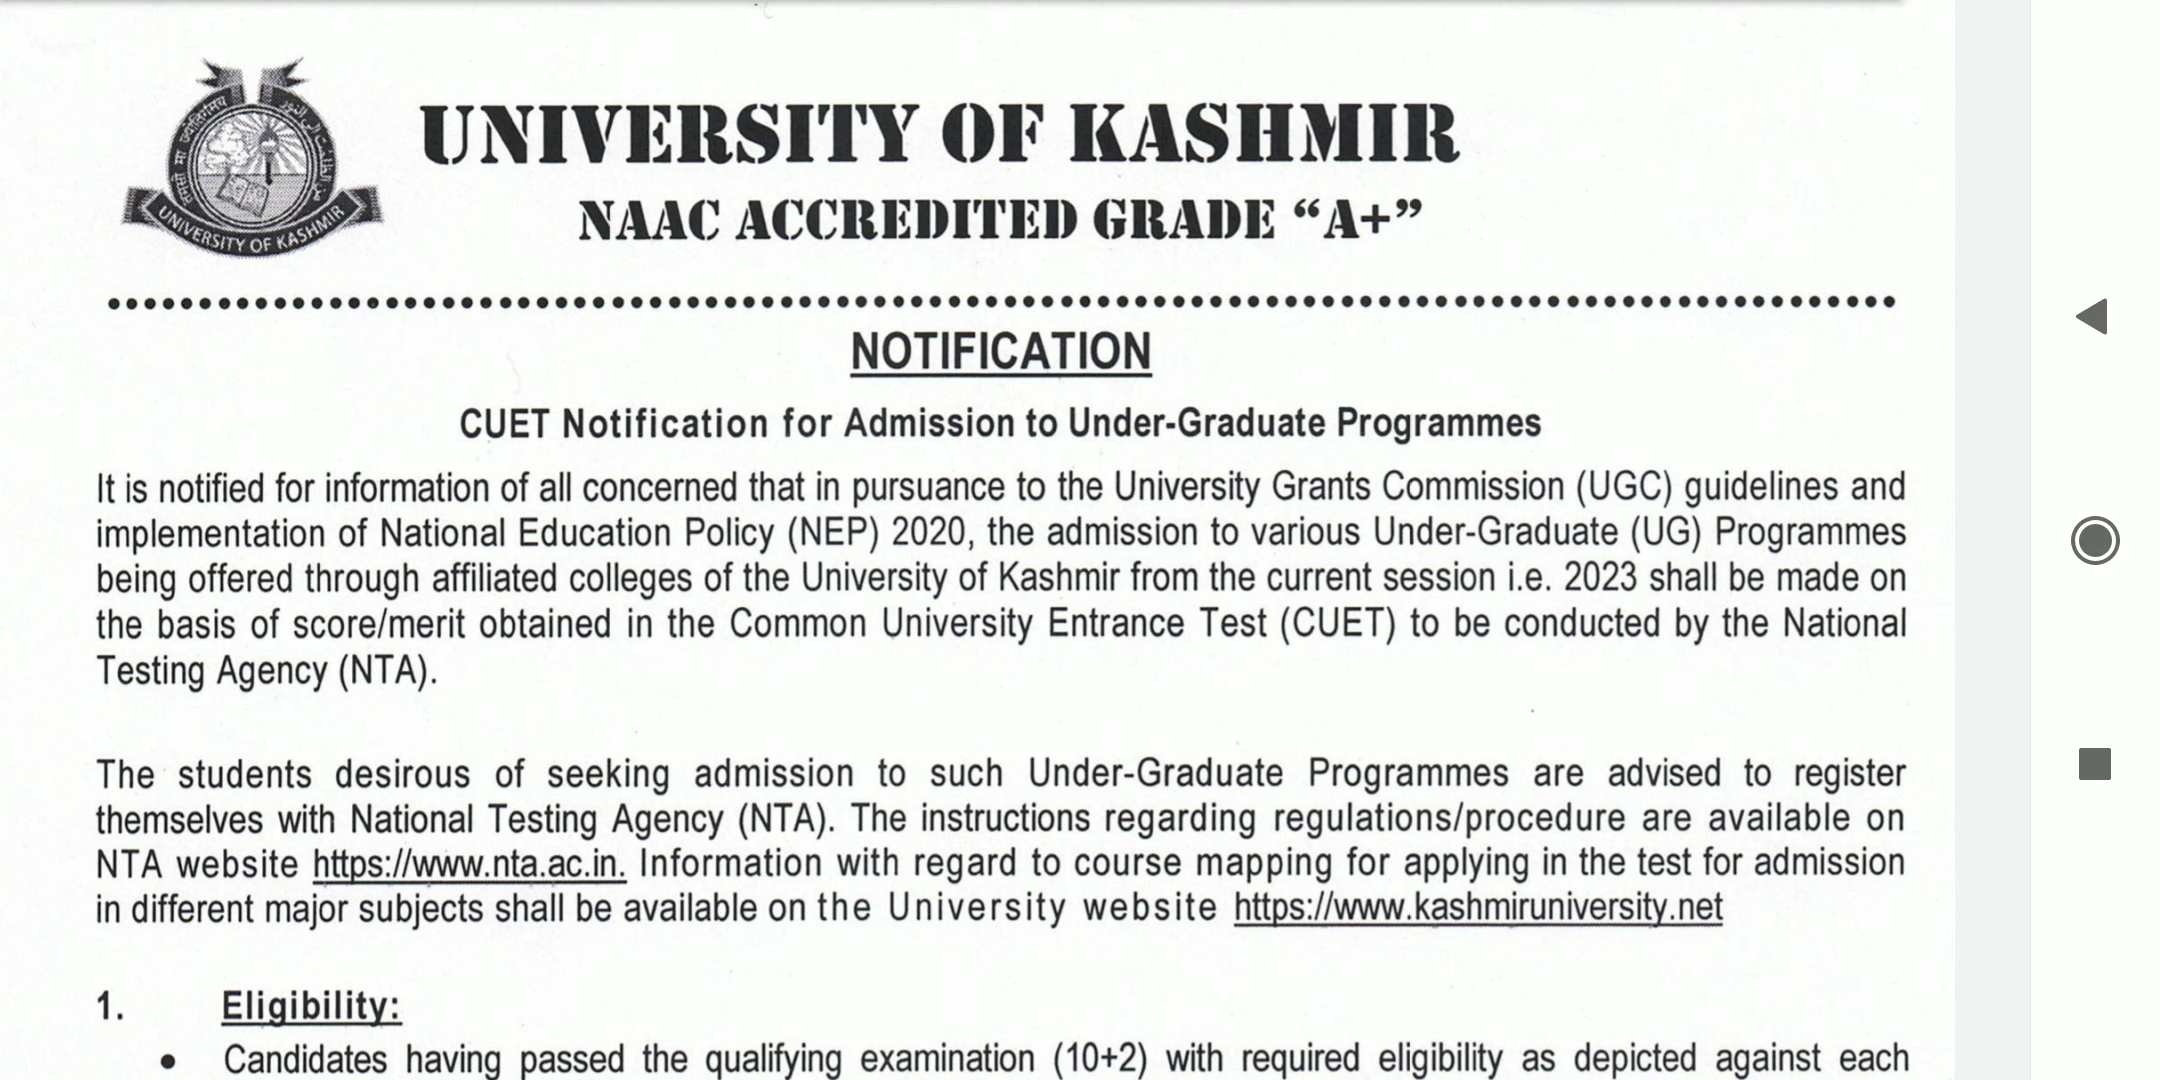 UNIVERSITY OF KASHMIR
UNIVERSITY OF KASHMIR
NAAC ACCREDITED GRADE “A+”
NOTIFICATION
CUET Notification for Admission to Under-Graduate Programmes
It is notified for information of all concerned that in pursuance to the University Grants Commission (UGC) guidelines and
implementation of National Education Policy (NEP) 2020, the admission to various Under-Graduate (UG) Programmes
being offered through affiliated colleges of the University of Kashmir from the current session i.e. 2023 shall be made on
the basis of score/merit obtained in the Common University Entrance Test (CUET) to be conducted by the National
Testing Agency (NTA).
The students desirous of seeking admission to such Under-Graduate Programmes are advised to register
themselves with National Testing Agency (NTA). The instructions regarding regulations/procedure are available on
NTA website https://www.nta.ac.in. Information with regard to course mapping for applying in the test for admission
in different major subjects shall be available on the University website https://www.kashmiruniversity.net
1. Eligibility:
• Candidates having passed the qualifying examination (10+2) with required eligibility as depicted against each